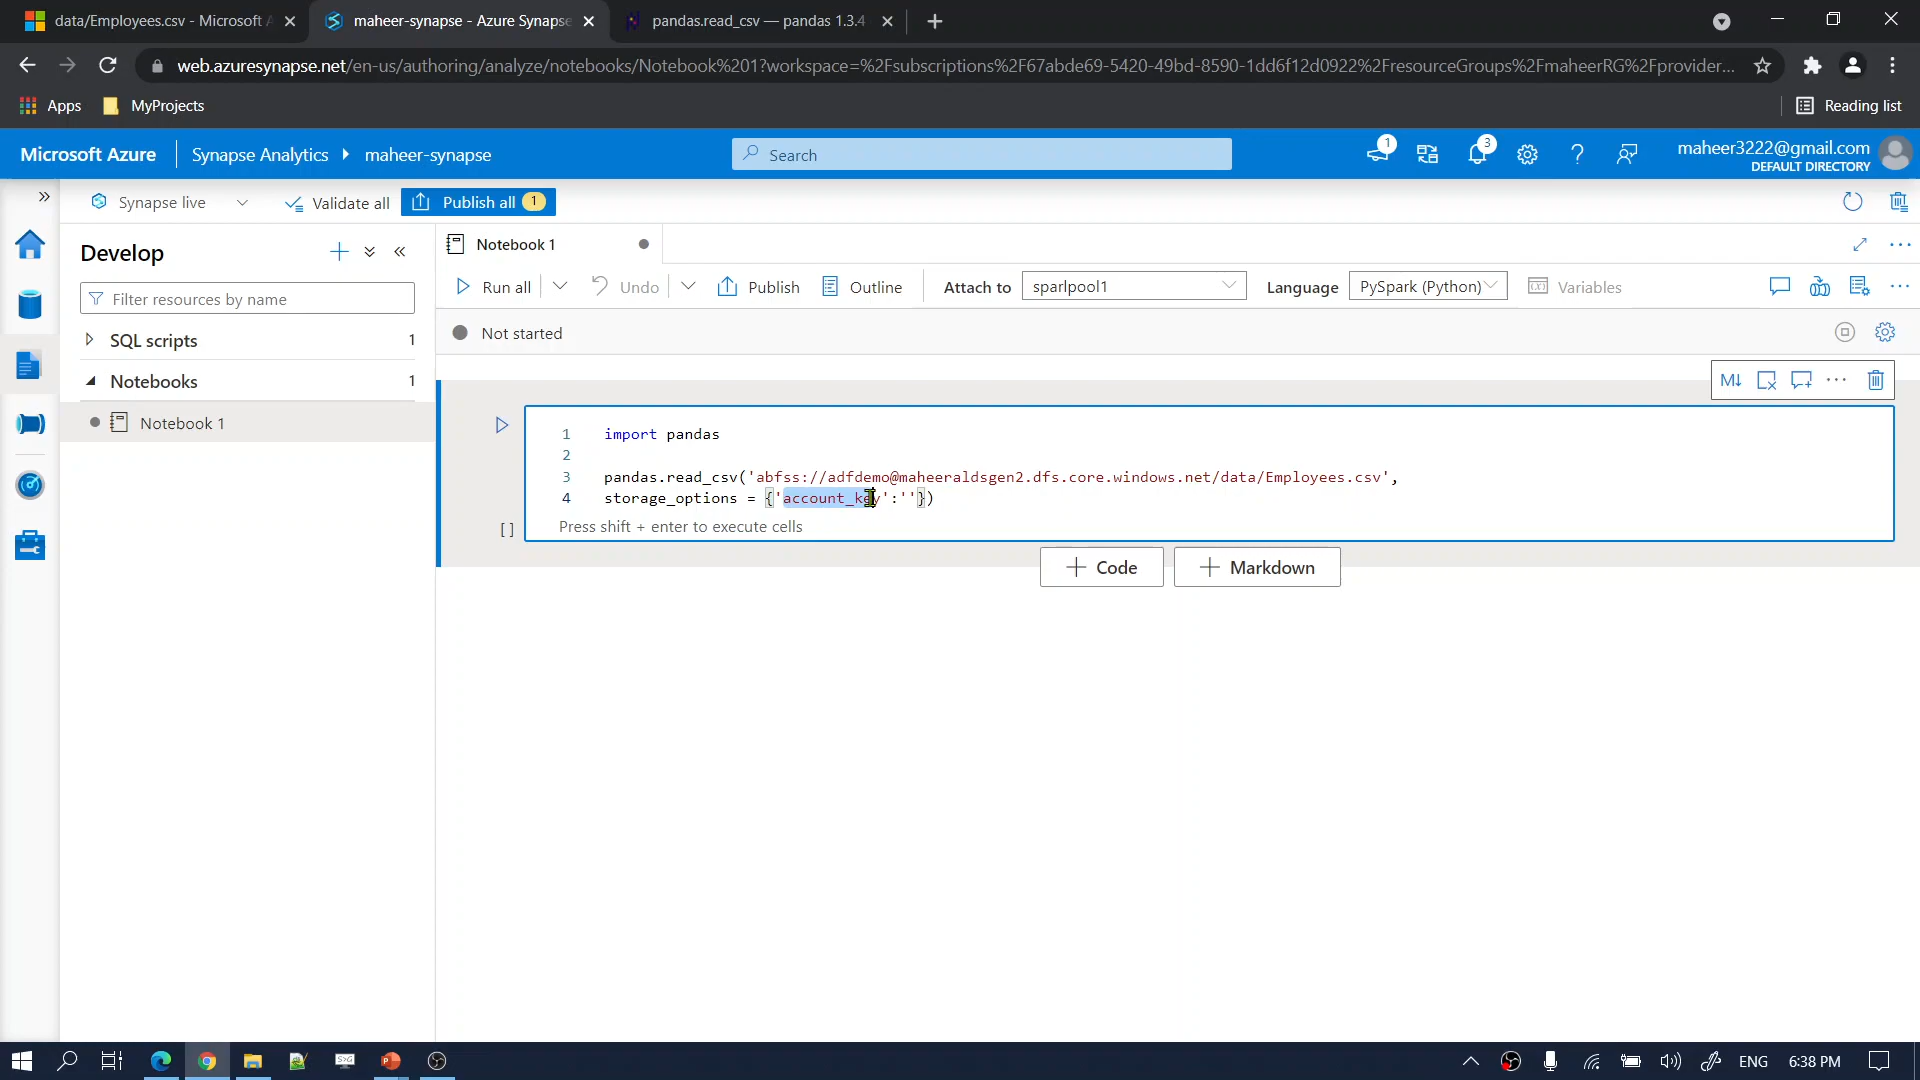 data/Employees.csv - Microsoft A
maheer-synapse - Azure Synapse
pandas.read_csv — pandas 1.3.4
web.azuresynapse.net/en-us/authoring/analyze/notebooks/Notebook%201?workspace=%2Fsubscriptions%2F67abde69-5420-49bd-8590-1dd6f12d0922%2FresourceGroups%2FmaheerRG%2Fprovider...
Apps
MyProjects
Reading list
Microsoft Azure
Synapse Analytics
maheer-synapse
Search
1
3
maheer3222@gmail.com
DEFAULT DIRECTORY
Synapse live
Validate all
Publish all 1
Develop
Notebook 1
Filter resources by name
Run all
Undo
Publish
Outline
Attach to
sparlpool1
Language
PySpark (Python)
Variables
SQL scripts 1
Not started
Notebooks 1
M↓
Notebook 1
1 import pandas
2
3 pandas.read_csv('abfss://adfdemo@maheeraldsgen2.dfs.core.windows.net/data/Employees.csv',
4 storage_options = {'account_key':''})
[ ] Press shift + enter to execute cells
Code
Markdown
ENG
6:38 PM